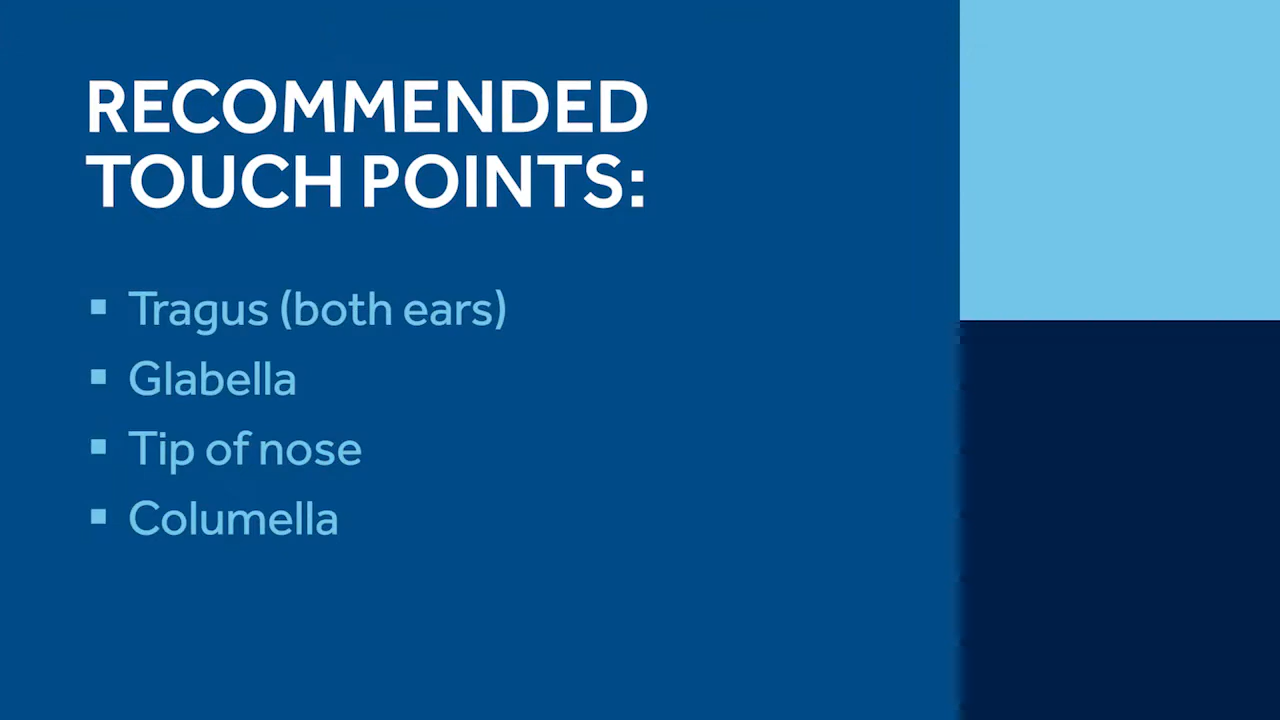 RECOMMENDED
TOUCH POINTS:
▪ Tragus (both ears)
▪ Glabella
▪ Tip of nose
▪ Columella